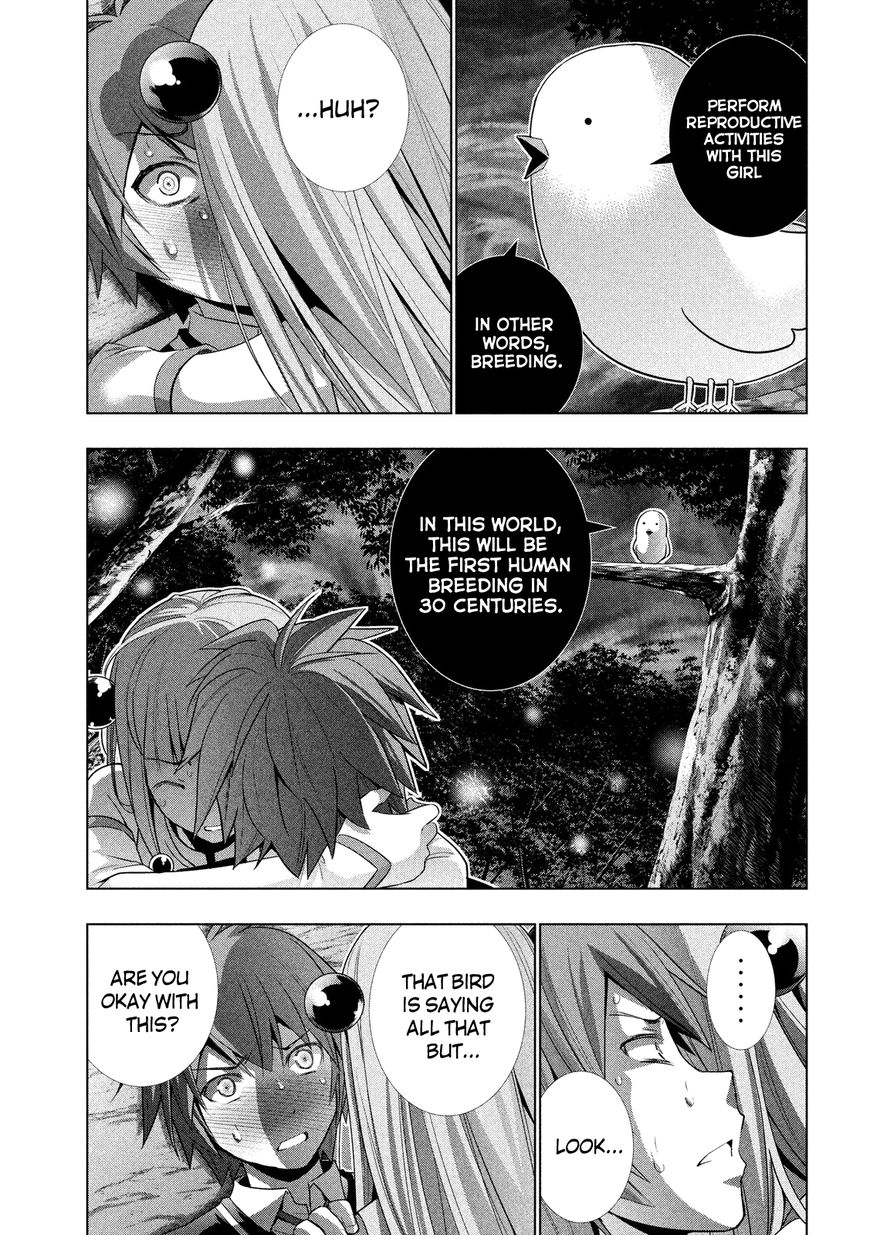 PERFORM
REPRODUCTIVE
ACTIVITIES
WITH THIS
GIRL
IN OTHER
WORDS,
BREEDING.
...HUH?
IN THIS WORLD,
THIS WILL BE
THE FIRST HUMAN
BREEDING IN
30 CENTURIES.
.....
LOOK...
THAT BIRD
IS SAYING
ALL THAT
BUT...
ARE YOU
OKAY WITH
THIS?